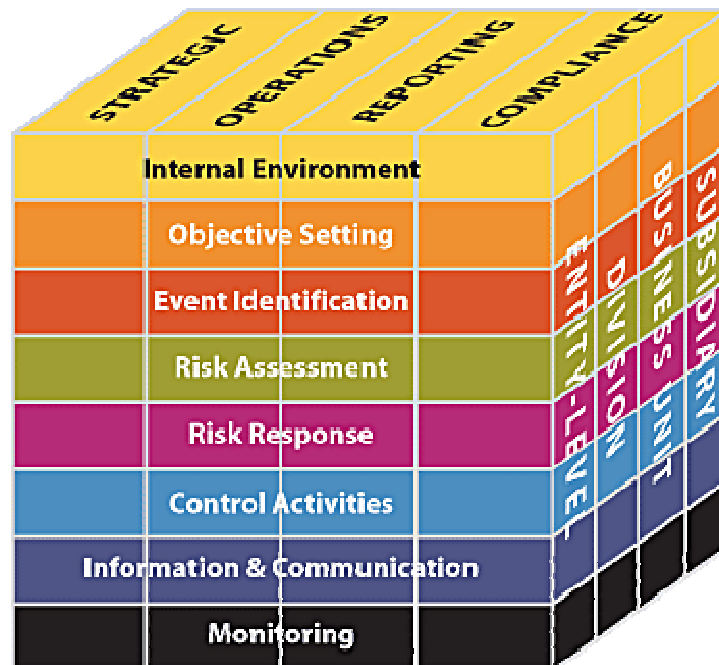 STRATEGIC
OPERATIONS
REPORTING
COMPLIANCE
Internal Environment
Objective Setting
Event Identification
Risk Assessment
Risk Response
Control Activities
Information & Communication
Monitoring
ENTITY-LEVEL
DIVISION
BUSINESS UNIT
SUBSIDIARY